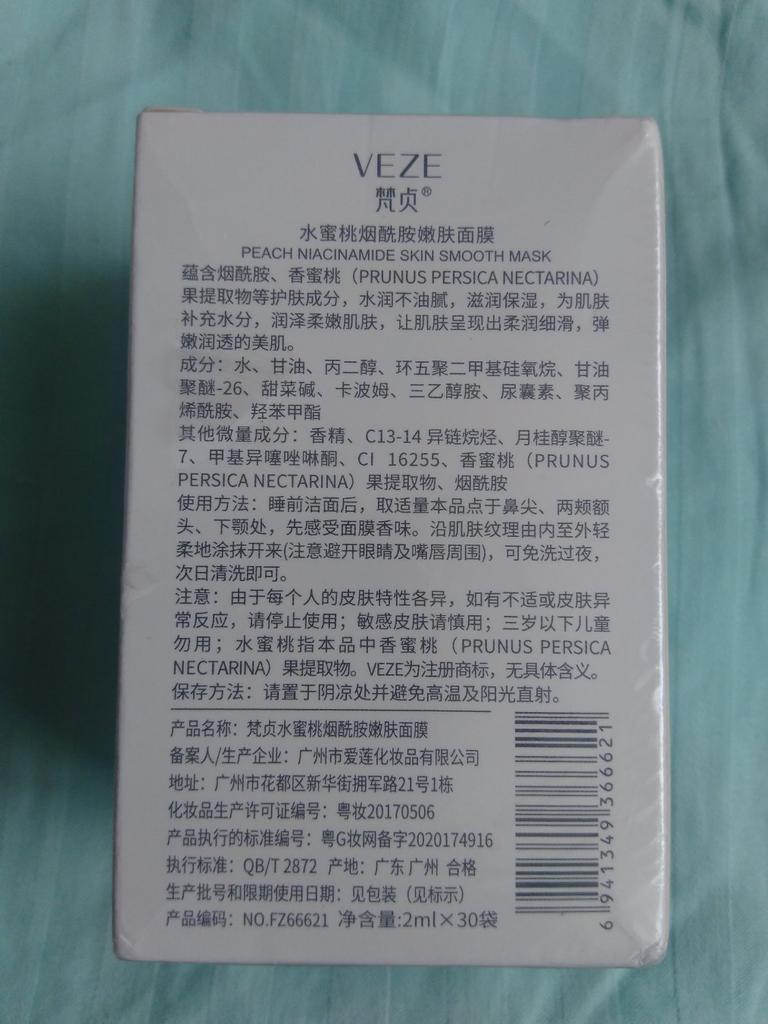 VEZE
梵贞®
水蜜桃烟酰胺嫩肤面膜
PEACH NIACINAMIDE SKIN SMOOTH MASK
蕴含烟酰胺、香蜜桃（PRUNUS PERSICA NECTARINA）
果提取物等护肤成分，水润不油腻，滋润保湿，为肌肤
补充水分，润泽柔嫩肌肤，让肌肤呈现出柔润细滑，弹
嫩润透的美肌。
成分：水、甘油、丙二醇、环五聚二甲基硅氧烷、甘油
聚醚-26、甜菜碱、卡波姆、三乙醇胺、尿囊素、聚丙
烯酰胺、羟苯甲酯
其他微量成分：香精、C13-14 异链烷烃、月桂醇聚醚-
7、甲基异噻唑啉酮、CI 16255、香蜜桃（PRUNUS
PERSICA NECTARINA）果提取物、烟酰胺
使用方法：睡前洁面后，取适量本品点于鼻尖、两颊额
头、下颚处，先感受面膜香味。沿肌肤纹理由内至外轻
柔地涂抹开来(注意避开眼睛及嘴唇周围)，可免洗过夜，
次日清洗即可。
注意：由于每个人的皮肤特性各异，如有不适或皮肤异
常反应，请停止使用；敏感皮肤请慎用；三岁以下儿童
勿用；水蜜桃指本品中香蜜桃（PRUNUS PERSICA
NECTARINA）果提取物。VEZE为注册商标，无具体含义。
保存方法：请置于阴凉处并避免高温及阳光直射。
产品名称：梵贞水蜜桃烟酰胺嫩肤面膜
备案人/生产企业：广州市爱莲化妆品有限公司
地址：广州市花都区新华街拥军路21号1栋
化妆品生产许可证编号：粤妆20170506
产品执行的标准编号：粤G妆网备字2020174916
执行标准：QB/T 2872 产地：广东 广州 合格
生产批号和限期使用日期：见包装（见标示）
产品编码：NO.FZ66621 净含量:2ml×30袋
6 941349 366621